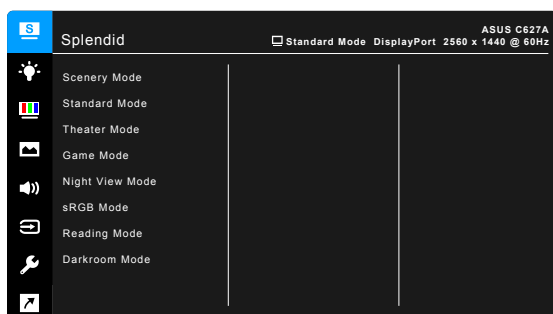 S
ASUS C627A
Splendid
Standard Mode DisplayPort 2560 x 1440 @ 60Hz
Scenery Mode
Standard Mode
Theater Mode
Game Mode
Night View Mode
sRGB Mode
Reading Mode
Darkroom Mode